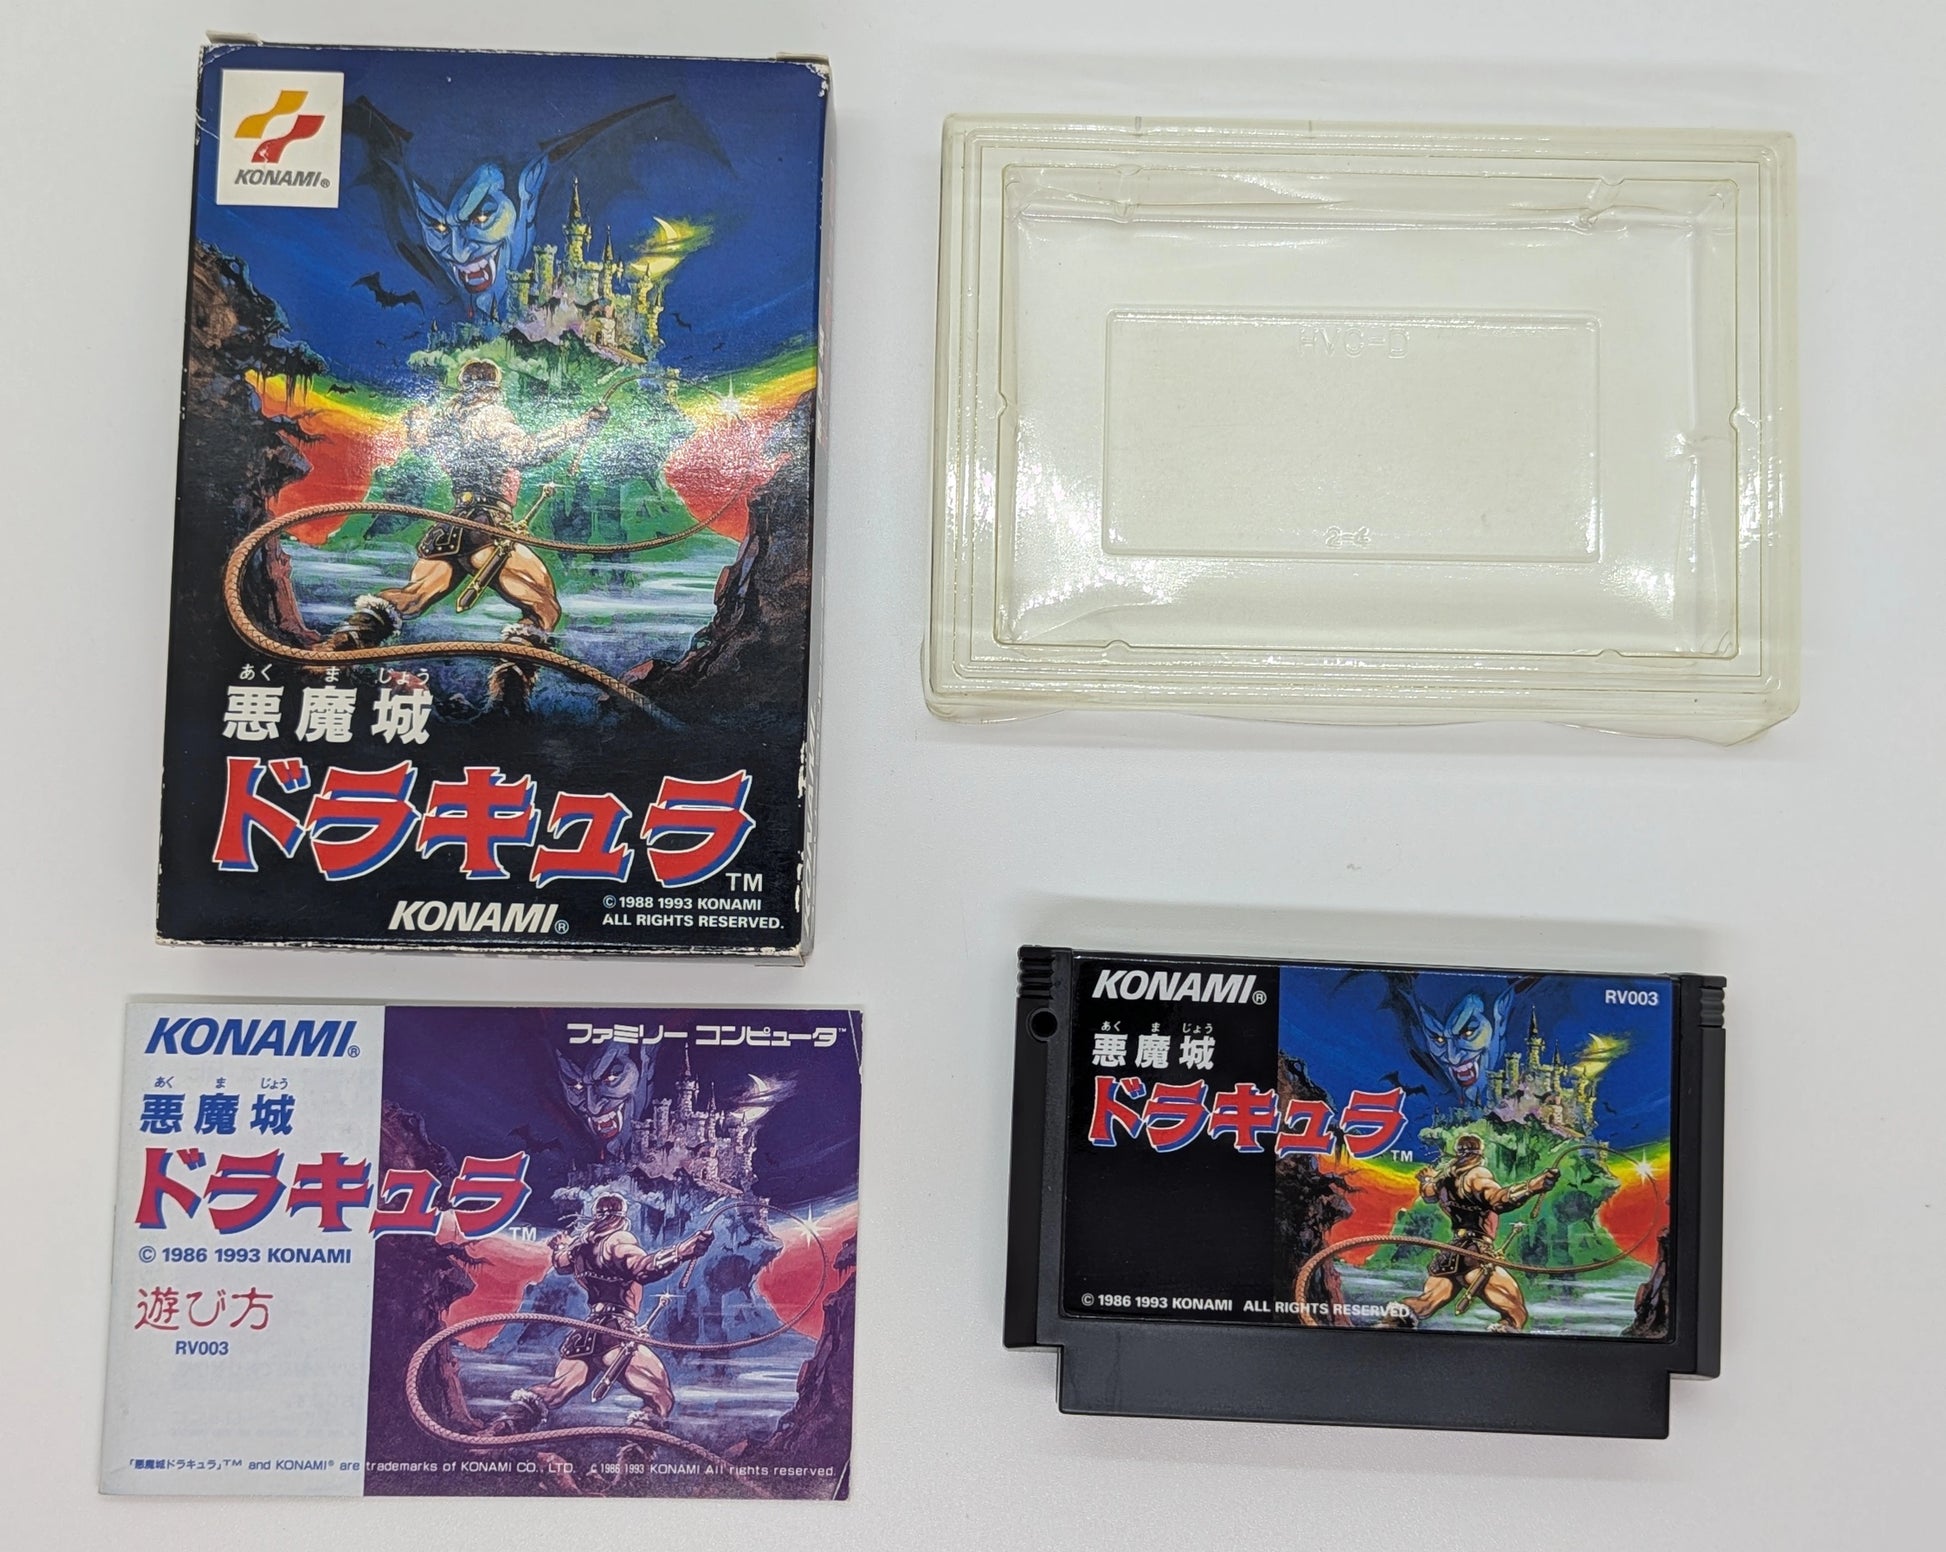 KONAMI®
あく ま じょう
悪魔城
ドラキュラ
TM
KONAMI®
© 1988 1993 KONAMI
ALL RIGHTS RESERVED.
HVC-D
2-4
KONAMI®
ファミリー コンピュータ™
あく ま じょう
悪魔城
ドラキュラ
TM
© 1986 1993 KONAMI
遊び方
RV003
「悪魔城ドラキュラ」™ and KONAMI® are trademarks of KONAMI CO., LTD. © 1986 1993 KONAMI All rights reserved.
KONAMI®
RV003
あく ま じょう
悪魔城
ドラキュラ
TM
© 1986 1993 KONAMI ALL RIGHTS RESERVED.